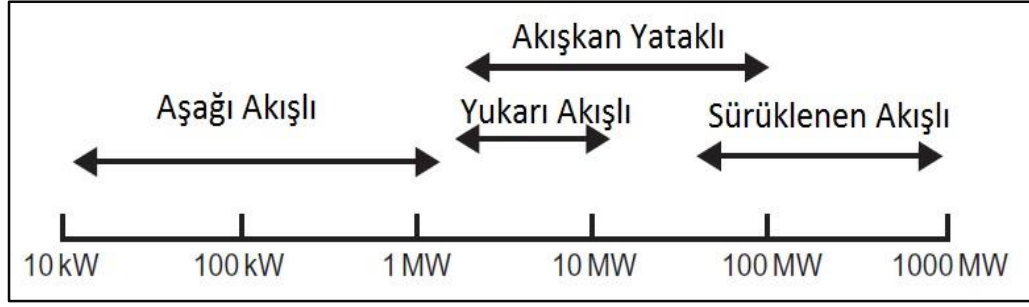 Akışkan Yataklı
Aşağı Akışlı
Yukarı Akışlı
Sürüklenen Akışlı
10 kW
100 kW
1 MW
10 MW
100 MW
1000 MW